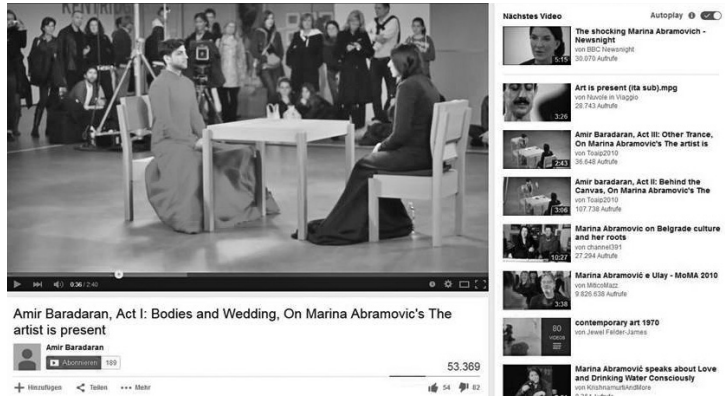 KENTRIDGE
0:36 / 2:40
Amir Baradaran, Act I: Bodies and Wedding, On Marina Abramovic's The
artist is present
Amir Baradaran
Abonnieren 189
53.369
Hinzufügen Teilen Mehr
54 82
Nächstes Video Autoplay
5:15
The shocking Marina Abramovich -
Newsnight
von BBC Newsnight
30.070 Aufrufe
3:26
Art is present (ita sub).mpg
von Nuvole in Viaggio
28.743 Aufrufe
2:43
Amir Baradaran, Act III: Other Trance,
On Marina Abramovic's The artist is
von Toaip2010
36.648 Aufrufe
3:06
Amir baradaran, Act II: Behind the
Canvas, On Marina Abramovic's The
von Toaip2010
107.738 Aufrufe
10:27
Marina Abramovic on Belgrade culture
and her roots
von channel391
27.294 Aufrufe
3:38
Marina Abramović e Ulay - MoMA 2010
von MiticoMazz
9.826.638 Aufrufe
80
VIDEOS
contemporary art 1970
von Jewel Felder-James
Marina Abramović speaks about Love
and Drinking Water Consciously
von KrishnamurtiAndMore